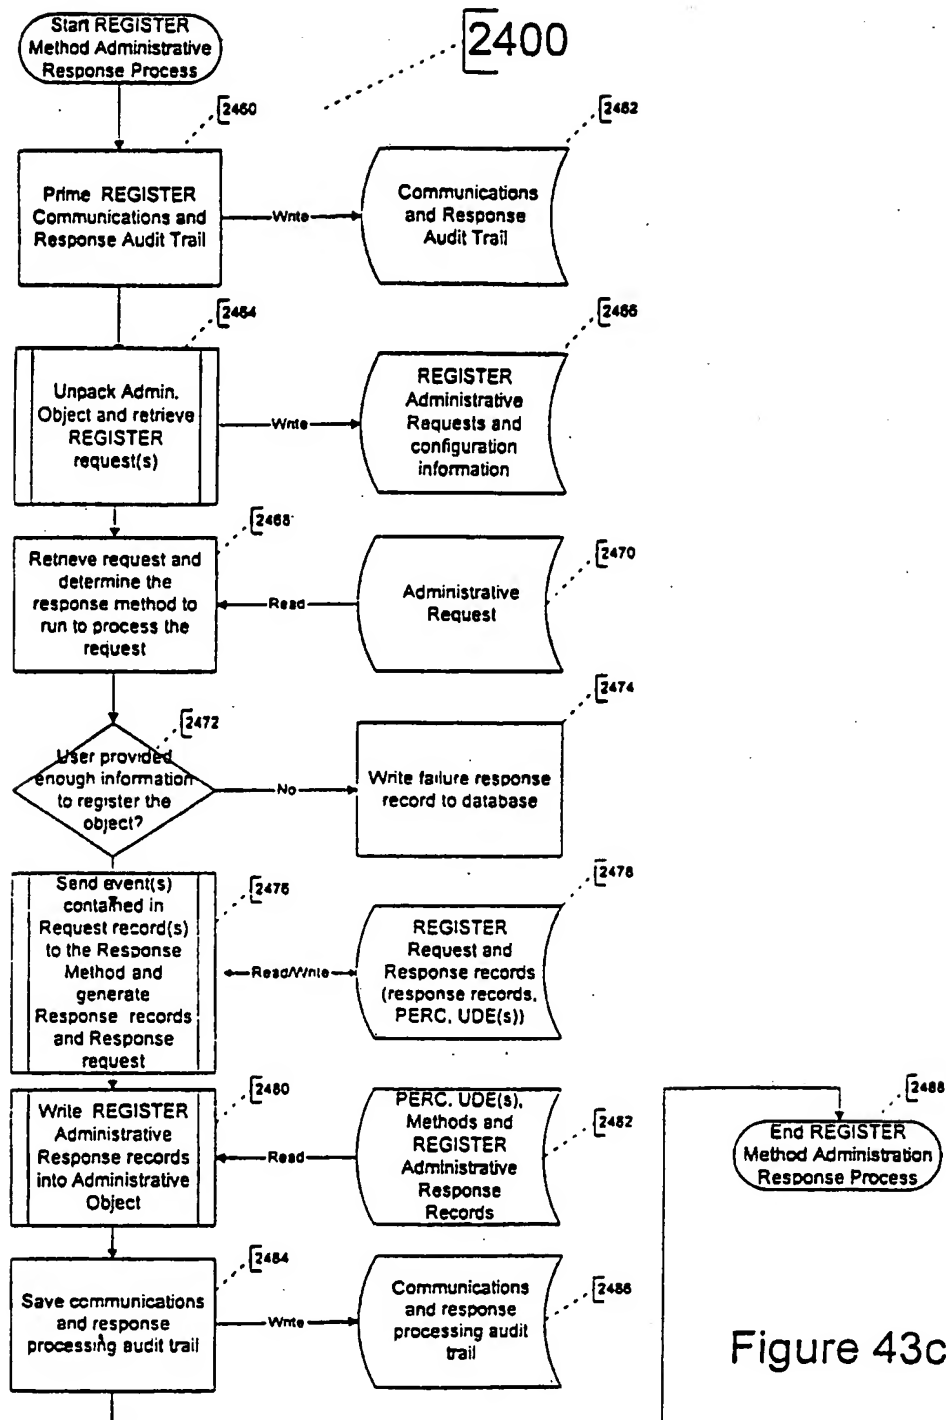 Start REGISTER
Method Administrative
Response Process
2400
2460
2462
Prime REGISTER
Communications and
Response Audit Trail
Write
Communications
and Response
Audit Trail
2464
2466
Unpack Admin.
Object and retrieve
REGISTER
request(s)
Write
REGISTER
Administrative
Requests and
configuration
information
2468
2470
Retrieve request and
determine the
response method to
run to process the
request
Read
Administrative
Request
2472
2474
User provided
enough information
to register the
object?
No
Write failure response
record to database
2476
2478
Send event(s)
contained in
Request record(s)
to the Response
Method and
generate
Response records
and Response
request
Read/Write
REGISTER
Request and
Response records
(response records,
PERC, UDE(s))
2480
2482
Write REGISTER
Administrative
Response records
into Administrative
Object
Read
PERC, UDE(s),
Methods and
REGISTER
Administrative
Response
Records
2488
End REGISTER
Method Administration
Response Process
2484
2486
Save communications
and response
processing audit trail
Write
Communications
and response
processing audit
trail
Figure 43c